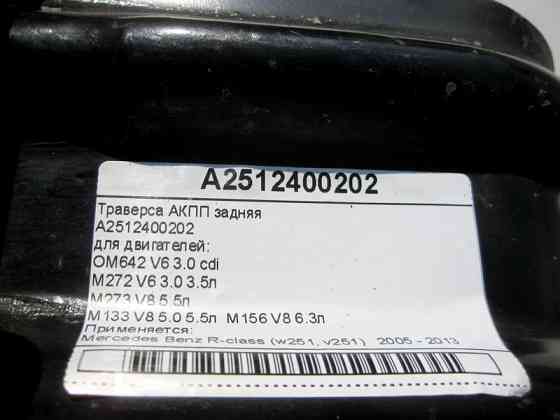 A2512400202
Траверса АКПП задняя
A2512400202
для двигателей:
OM642 V6 3.0 cdi
M272 V6 3.0 3.5л
M273 V8 5.5л
M133 V8 5.0 5.5л M156 V8 6.3л
Применяется:
Mercedes Benz R-class (w251, v251) 2005 - 2013